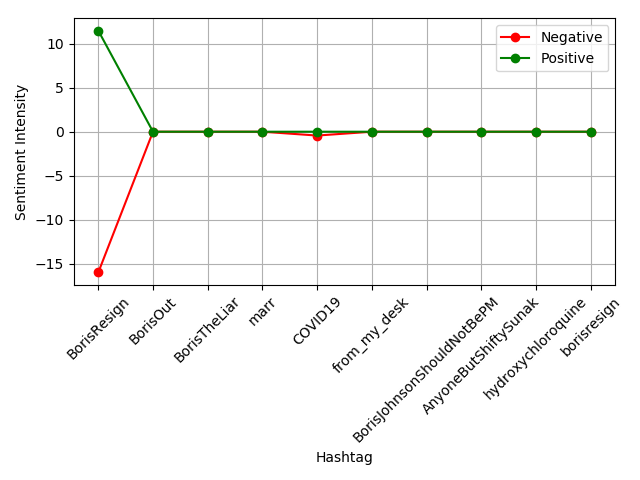 Negative
Positive
10
5
0
−5
−10
−15
Sentiment Intensity
BorisResign
BorisOut
BorisTheLiar
marr
COVID19
from_my_desk
BorisJohnsonShouldNotBePM
AnyoneButShiftySunak
hydroxychloroquine
borisresign
Hashtag